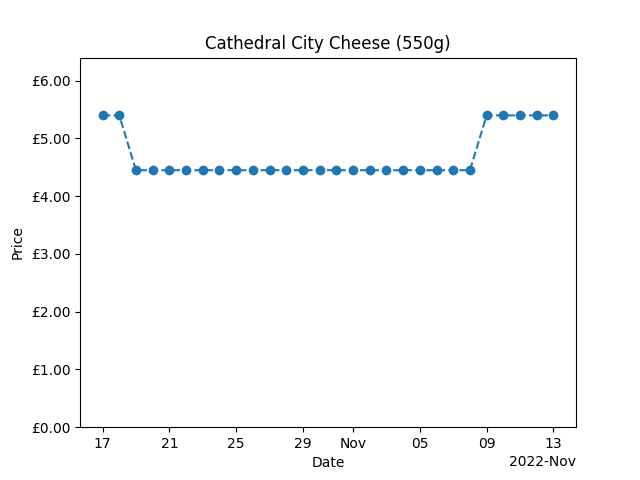 Cathedral City Cheese (550g)
£6.00
£5.00
£4.00
£3.00
£2.00
£1.00
£0.00
Price
17 21 25 29 Nov 05 09 13
Date
2022-Nov